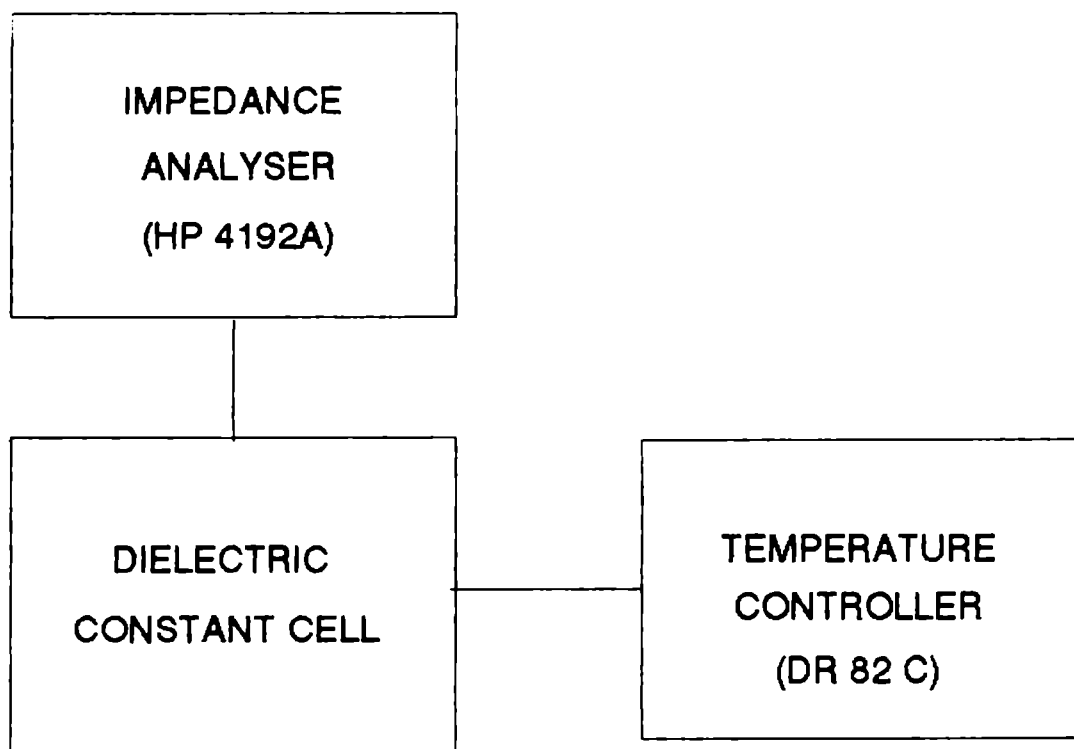 IMPEDANCE
ANALYSER
(HP 4192A)
DIELECTRIC
CONSTANT CELL
TEMPERATURE
CONTROLLER
(DR 82 C)